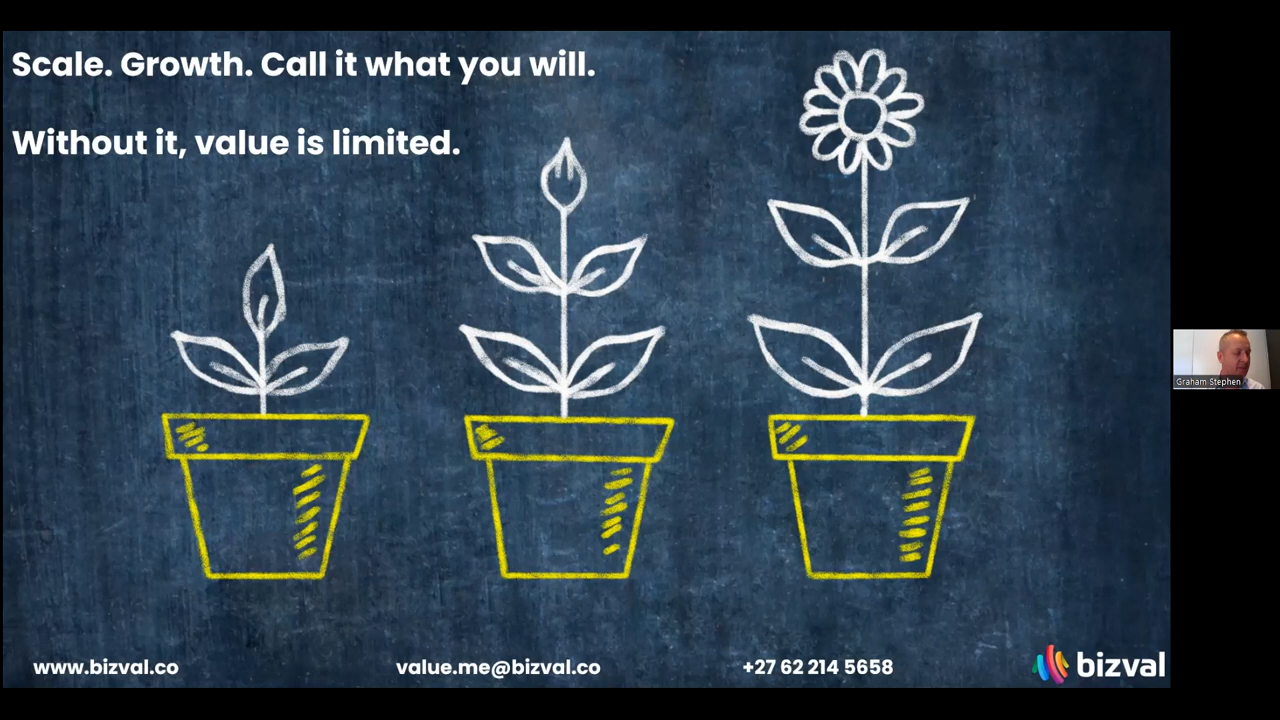 Scale. Growth. Call it what you will.
Without it, value is limited.
Graham Stephen
www.bizval.co
value.me@bizval.co
+27 62 214 5658
bizval